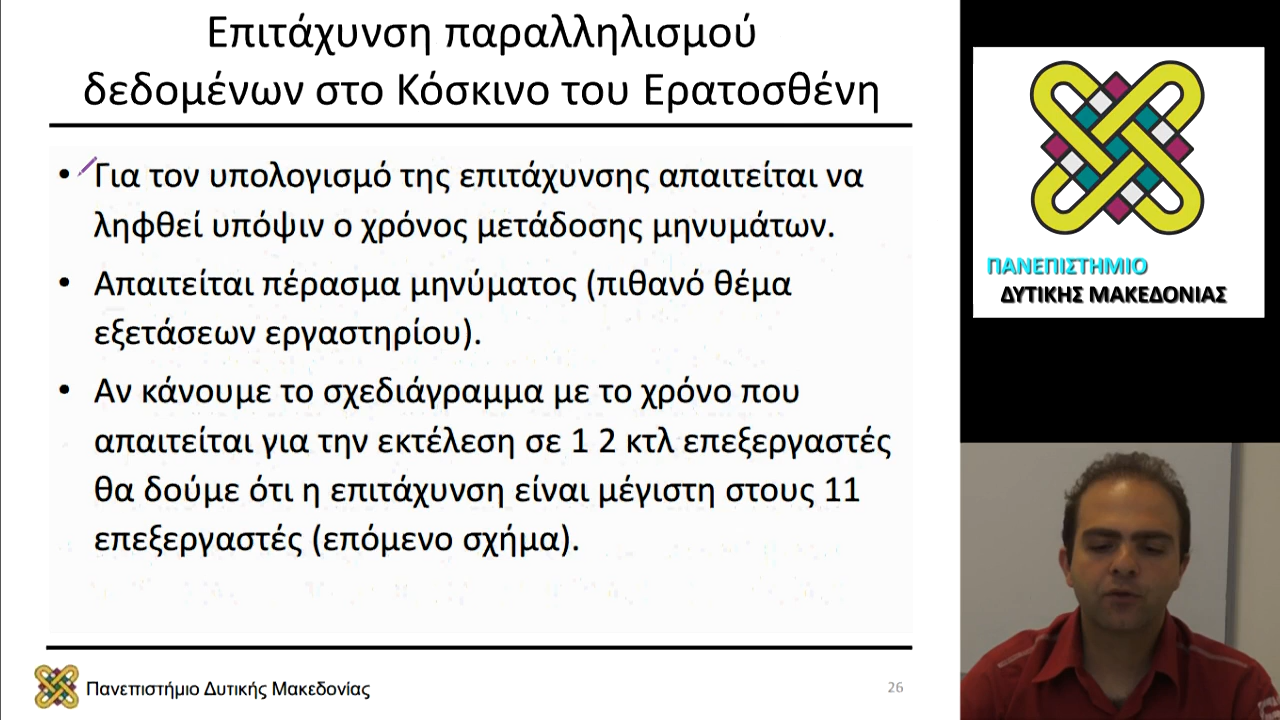 Επιτάχυνση παραλληλισμού
δεδομένων στο Κόσκινο του Ερατοσθένη
• Για τον υπολογισμό της επιτάχυνσης απαιτείται να
ληφθεί υπόψιν ο χρόνος μετάδοσης μηνυμάτων.
• Απαιτείται πέρασμα μηνύματος (πιθανό θέμα
εξετάσεων εργαστηρίου).
• Αν κάνουμε το σχεδιάγραμμα με το χρόνο που
απαιτείται για την εκτέλεση σε 1 2 κτλ επεξεργαστές
θα δούμε ότι η επιτάχυνση είναι μέγιστη στους 11
επεξεργαστές (επόμενο σχήμα).
Πανεπιστήμιο Δυτικής Μακεδονίας
26
ΠΑΝΕΠΙΣΤΗΜΙΟ
ΔΥΤΙΚΗΣ ΜΑΚΕΔΟΝΙΑΣ